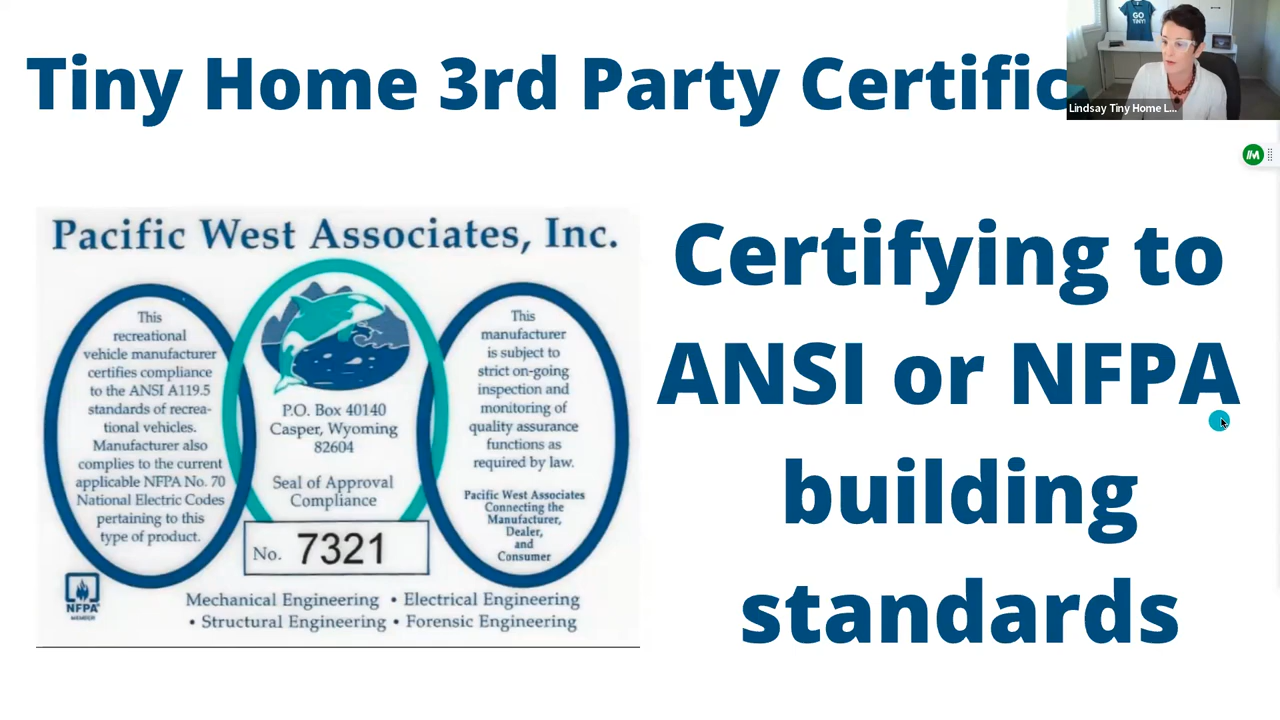 Tiny Home 3rd Party Certific
GO
TINY!
Lindsay Tiny Home L...
Pacific West Associates, Inc.
This
recreational
vehicle manufacturer
certifies compliance
to the ANSI A119.5
standards of recrea-
tional vehicles.
Manufacturer also
complies to the current
applicable NFPA No. 70
National Electric Codes
pertaining to this
type of product.
P.O. Box 40140
Casper, Wyoming
82604
Seal of Approval
Compliance
No. 7321
This
manufacturer
is subject to
strict on-going
inspection and
monitoring of
quality assurance
functions as
required by law.
Pacific West Associates
Connecting the
Manufacturer,
Dealer,
and
Consumer
NFPA
MEMBER
Mechanical Engineering • Electrical Engineering
• Structural Engineering • Forensic Engineering
Certifying to
ANSI or NFPA
building
standards